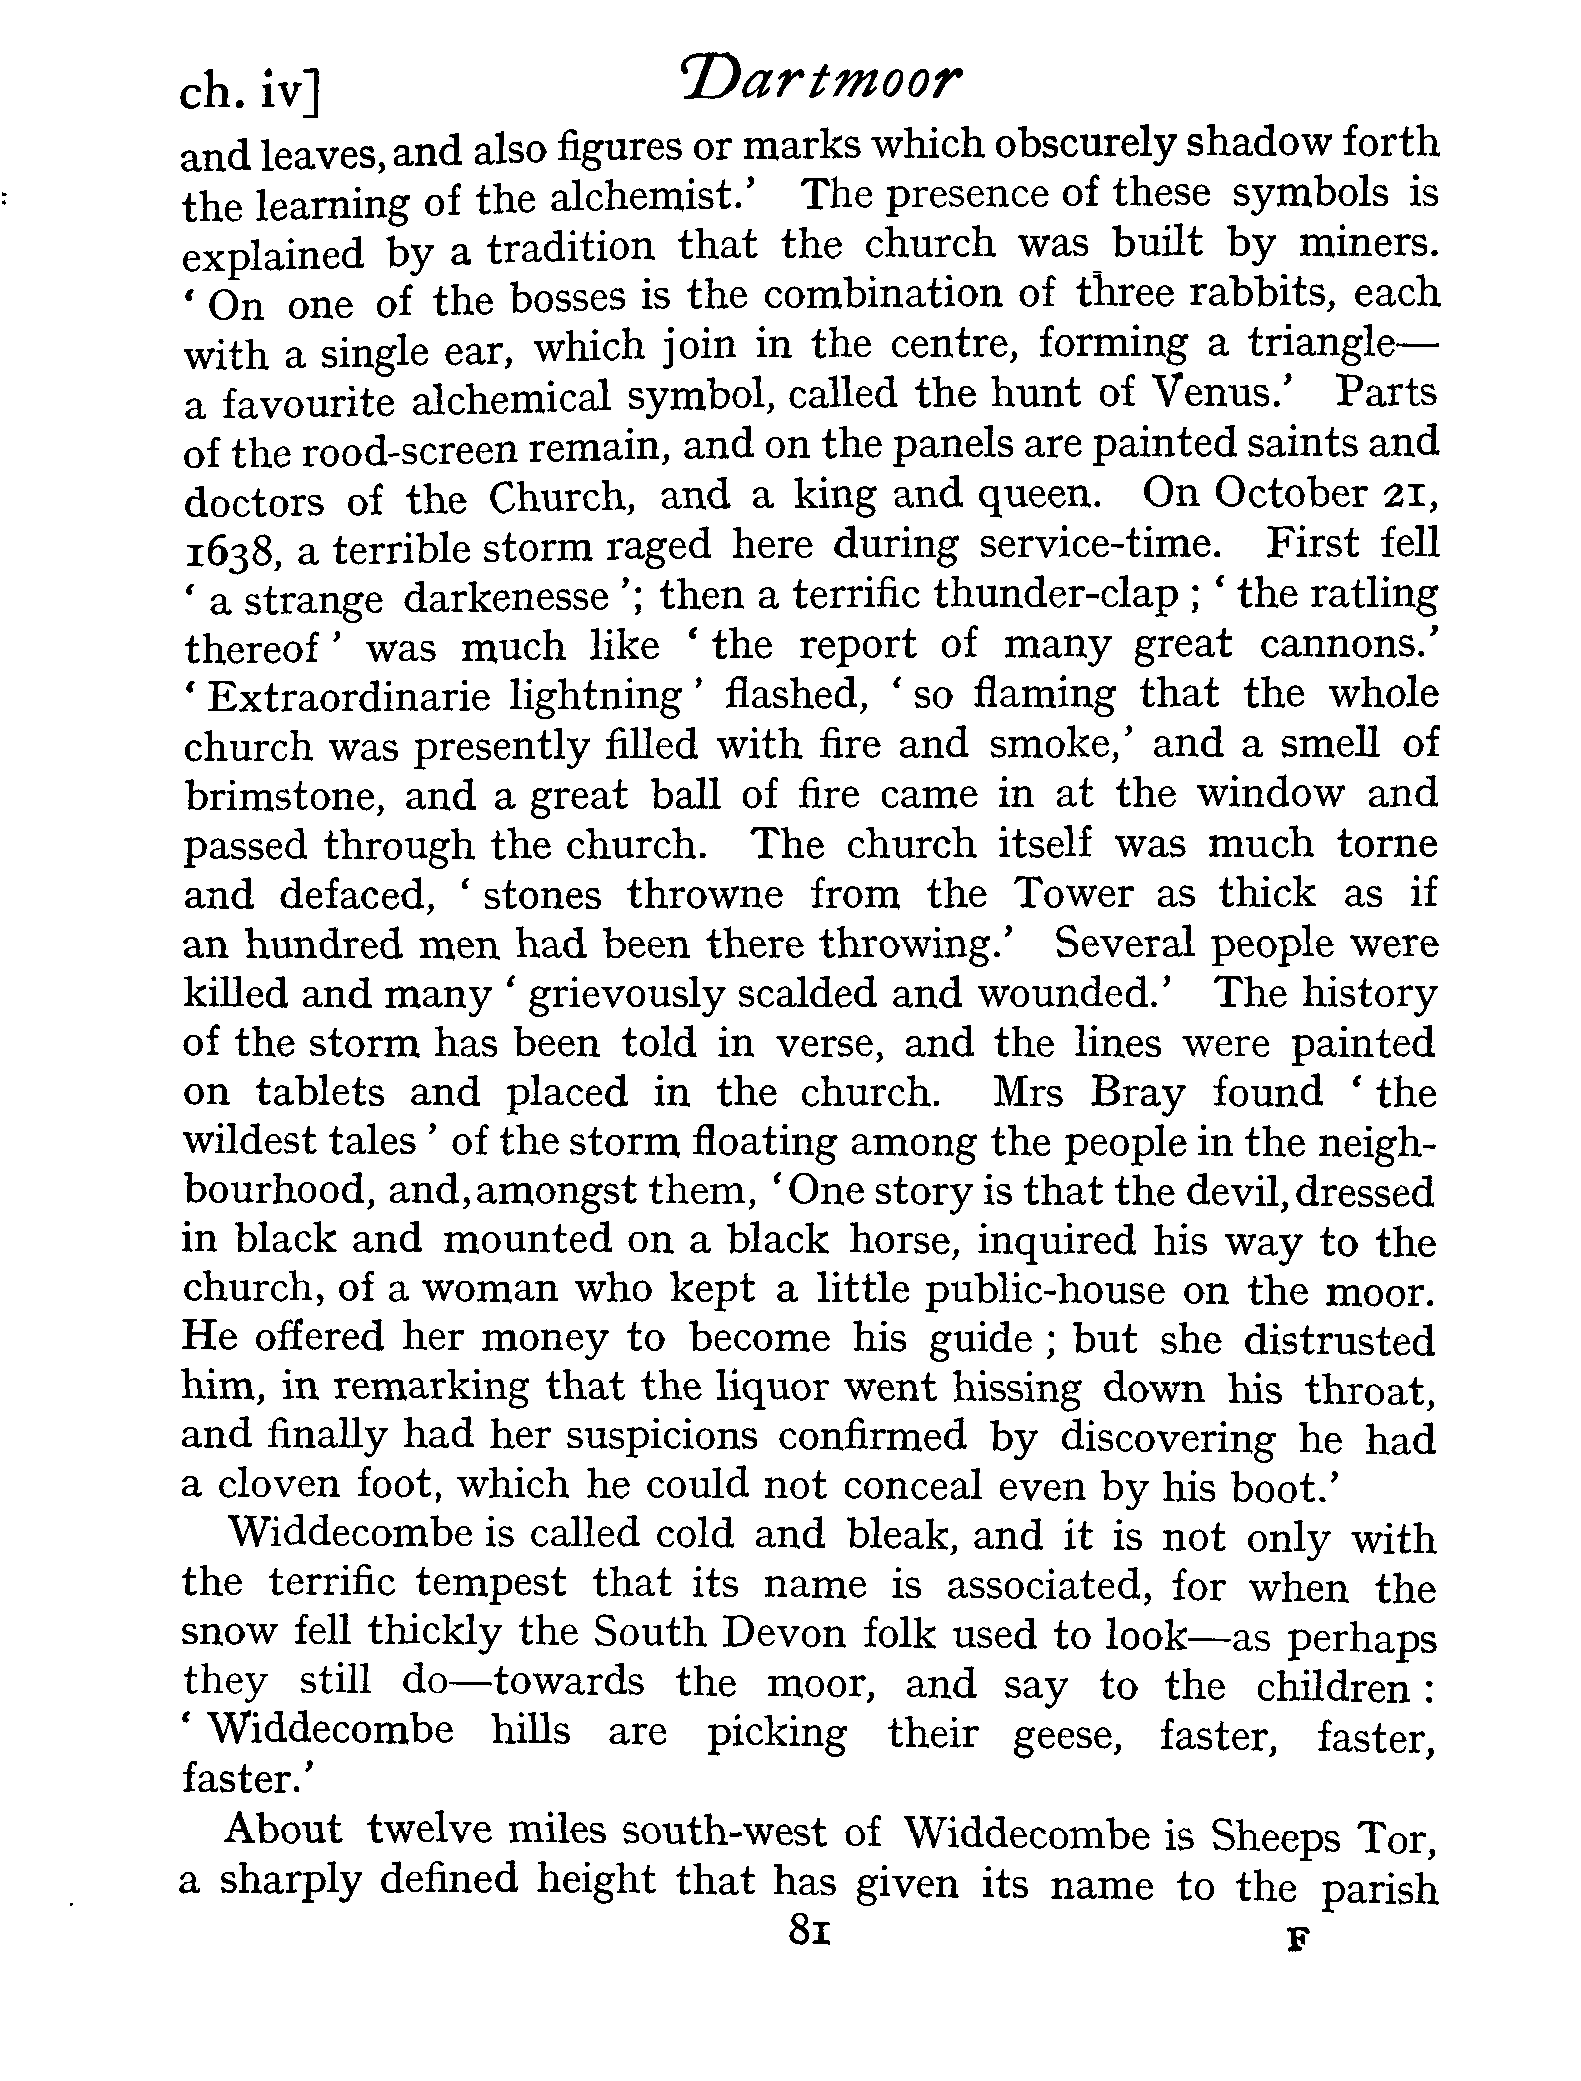 ch. iv] Dartmoor
and leaves, and also figures or marks which obscurely shadow forth
the learning of the alchemist.’ The presence of these symbols is
explained by a tradition that the church was built by miners.
‘ On one of the bosses is the combination of three rabbits, each
with a single ear, which join in the centre, forming a triangle—
a favourite alchemical symbol, called the hunt of Venus.’ Parts
of the rood-screen remain, and on the panels are painted saints and
doctors of the Church, and a king and queen. On October 21,
1638, a terrible storm raged here during service-time. First fell
‘ a strange darkenesse ’; then a terrific thunder-clap ; ‘ the ratling
thereof ’ was much like ‘ the report of many great cannons.’
‘ Extraordinarie lightning ’ flashed, ‘ so flaming that the whole
church was presently filled with fire and smoke,’ and a smell of
brimstone, and a great ball of fire came in at the window and
passed through the church. The church itself was much torne
and defaced, ‘ stones throwne from the Tower as thick as if
an hundred men had been there throwing.’ Several people were
killed and many ‘ grievously scalded and wounded.’ The history
of the storm has been told in verse, and the lines were painted
on tablets and placed in the church. Mrs Bray found ‘ the
wildest tales ’ of the storm floating among the people in the neigh-
bourhood, and, amongst them, ‘One story is that the devil, dressed
in black and mounted on a black horse, inquired his way to the
church, of a woman who kept a little public-house on the moor.
He offered her money to become his guide ; but she distrusted
him, in remarking that the liquor went hissing down his throat,
and finally had her suspicions confirmed by discovering he had
a cloven foot, which he could not conceal even by his boot.’
Widdecombe is called cold and bleak, and it is not only with
the terrific tempest that its name is associated, for when the
snow fell thickly the South Devon folk used to look—as perhaps
they still do—towards the moor, and say to the children :
‘ Widdecombe hills are picking their geese, faster, faster,
faster.’
About twelve miles south-west of Widdecombe is Sheeps Tor,
a sharply defined height that has given its name to the parish
81 F